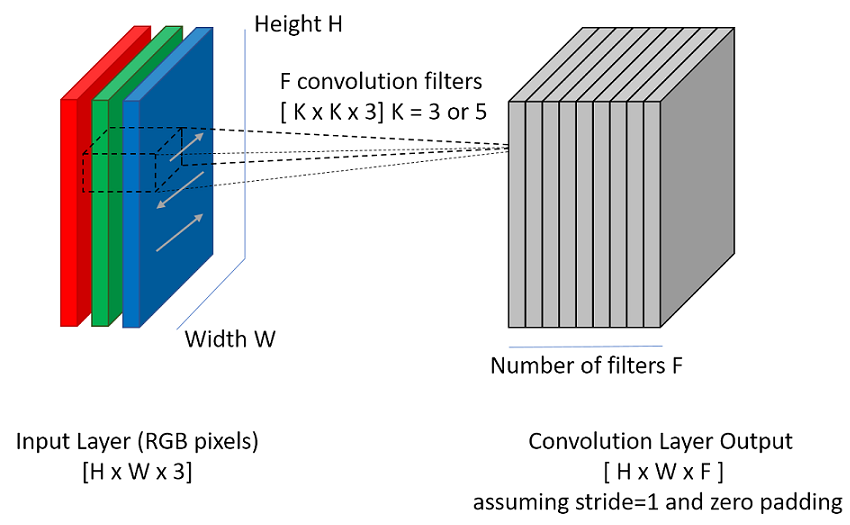 Height H
F convolution filters
[ K x K x 3] K = 3 or 5
Width W
Number of filters F
Input Layer (RGB pixels)
[H x W x 3]
Convolution Layer Output
[ H x W x F ]
assuming stride=1 and zero padding